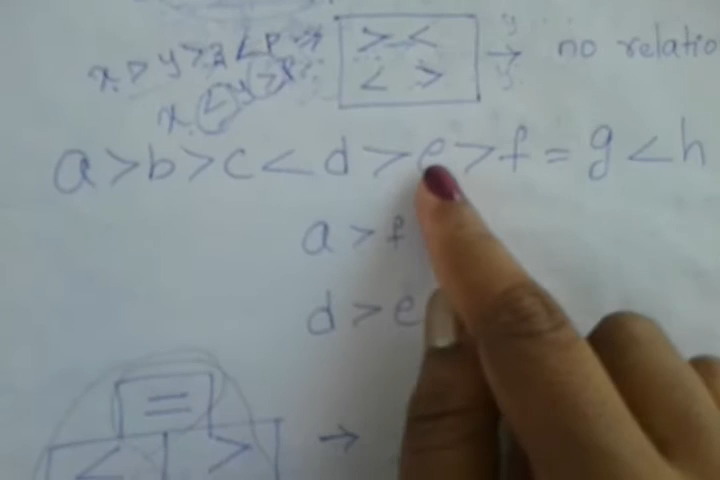 x > y > z < p ⇒ > < → no relatio
x < y > p < >
a > b > c < d > e > f = g < h
a > f
d > e
=
< > →